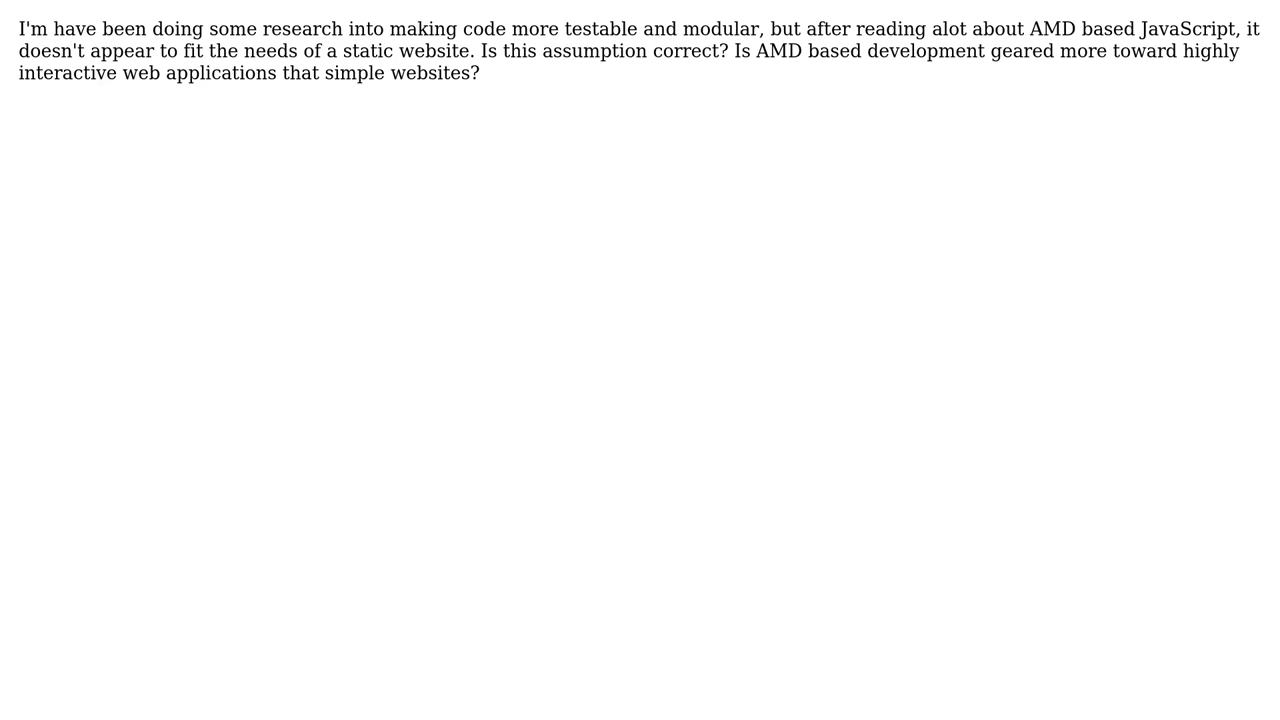 I'm have been doing some research into making code more testable and modular, but after reading alot about AMD based JavaScript, it
doesn't appear to fit the needs of a static website. Is this assumption correct? Is AMD based development geared more toward highly
interactive web applications that simple websites?